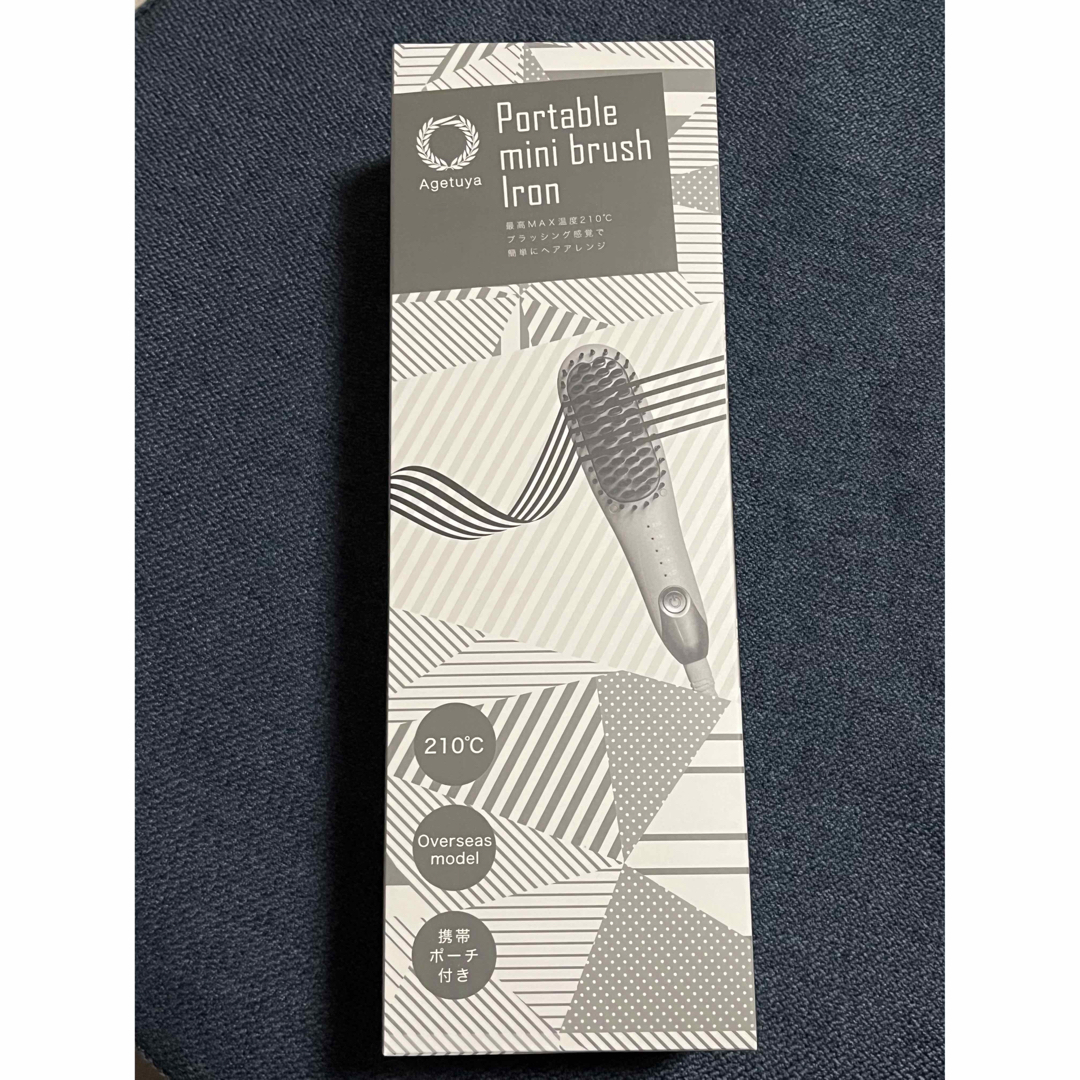 Agetuya
Portable
mini brush
Iron
最高MAX温度210℃
ブラッシング感覚で
簡単にヘアアレンジ
210℃
Overseas
model
携帯
ポーチ
付き